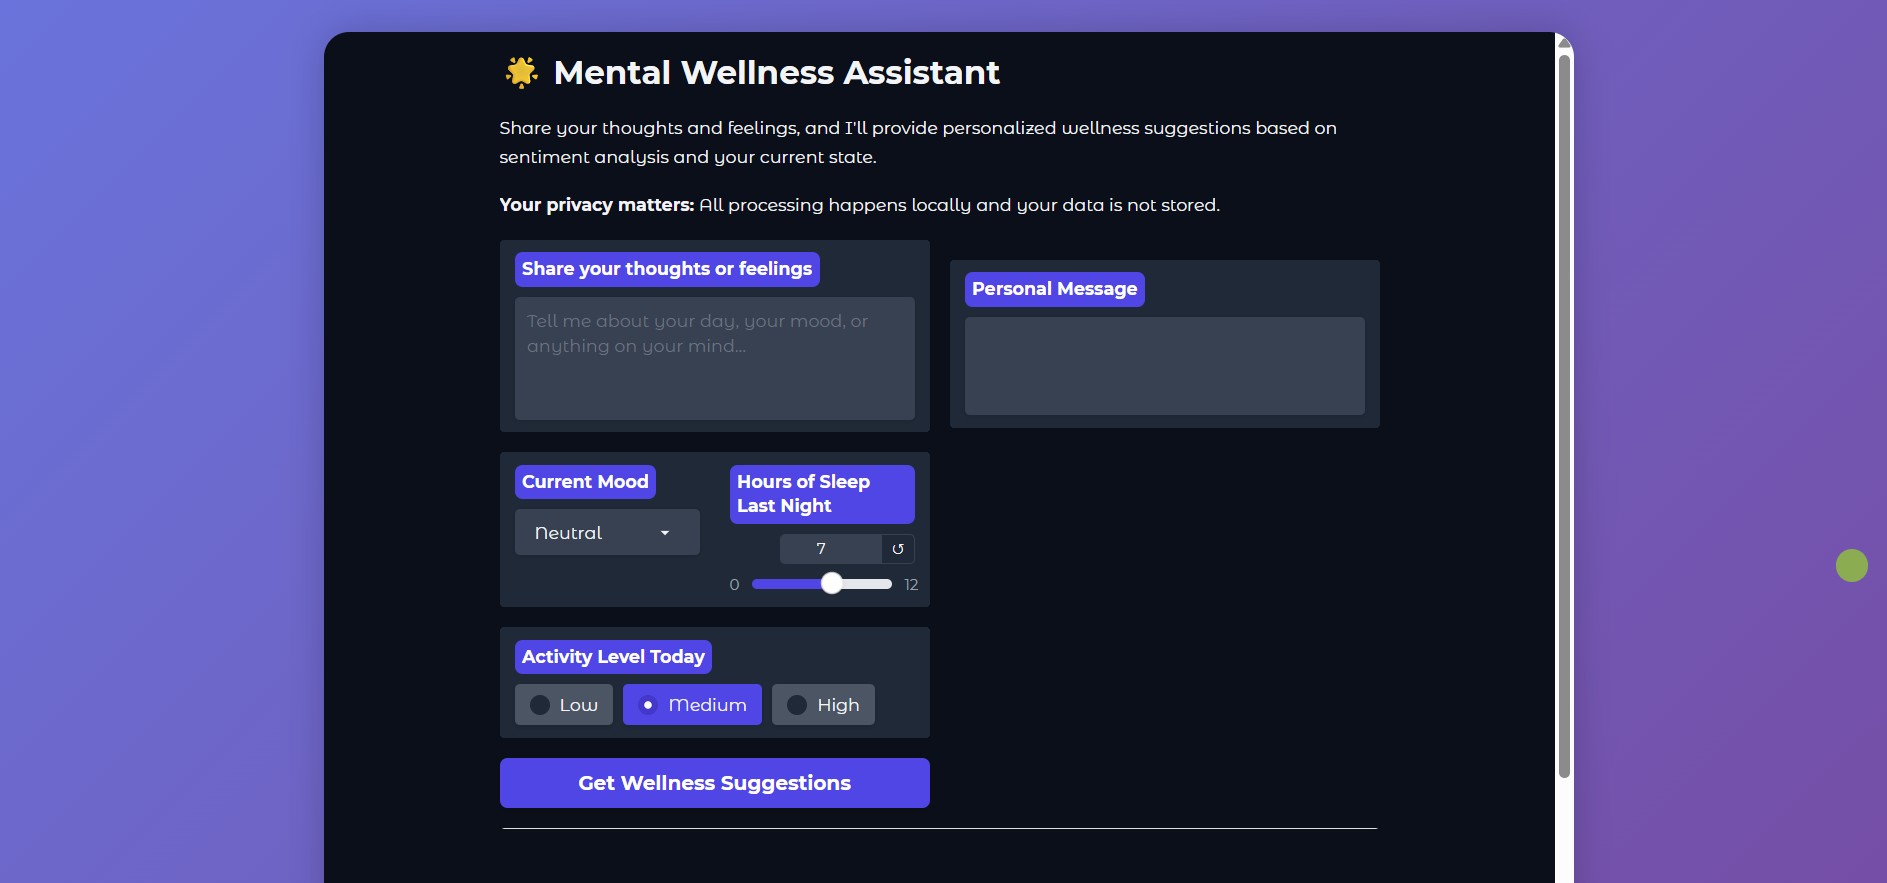 🌟 Mental Wellness Assistant
Share your thoughts and feelings, and I'll provide personalized wellness suggestions based on
sentiment analysis and your current state.
Your privacy matters: All processing happens locally and your data is not stored.
Share your thoughts or feelings
Tell me about your day, your mood, or
anything on your mind...
Personal Message
Current Mood
Neutral
Hours of Sleep
Last Night
7
↺
0
12
Activity Level Today
Low
Medium
High
Get Wellness Suggestions